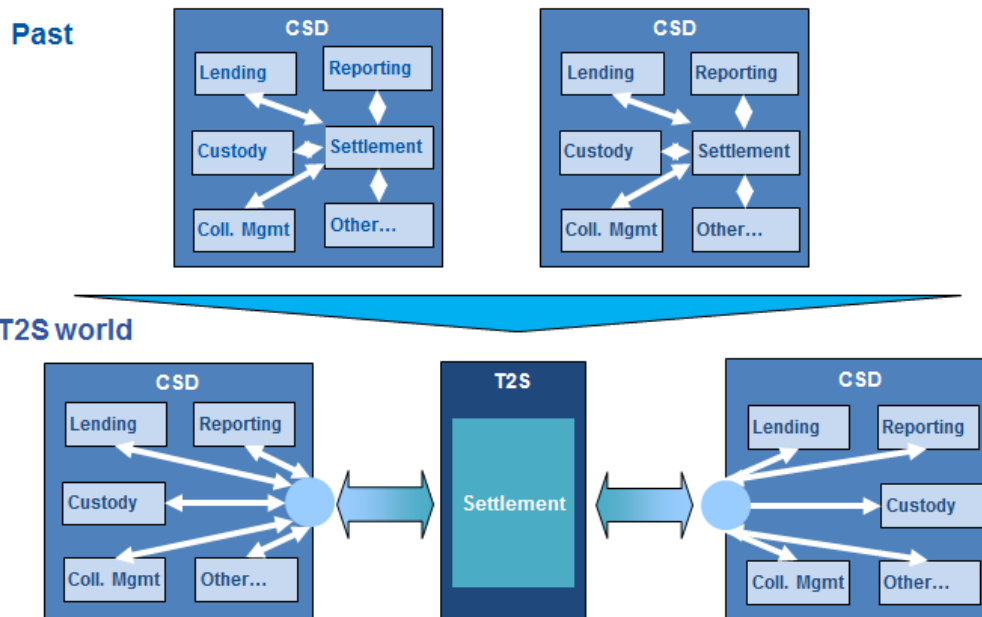 Past
CSD
Lending
Reporting
Custody
Settlement
Coll. Mgmt
Other...
CSD
Lending
Reporting
Custody
Settlement
Coll. Mgmt
Other...
T2S world
CSD
Lending
Reporting
Custody
Coll. Mgmt
Other...
T2S
Settlement
CSD
Lending
Reporting
Custody
Coll. Mgmt
Other...